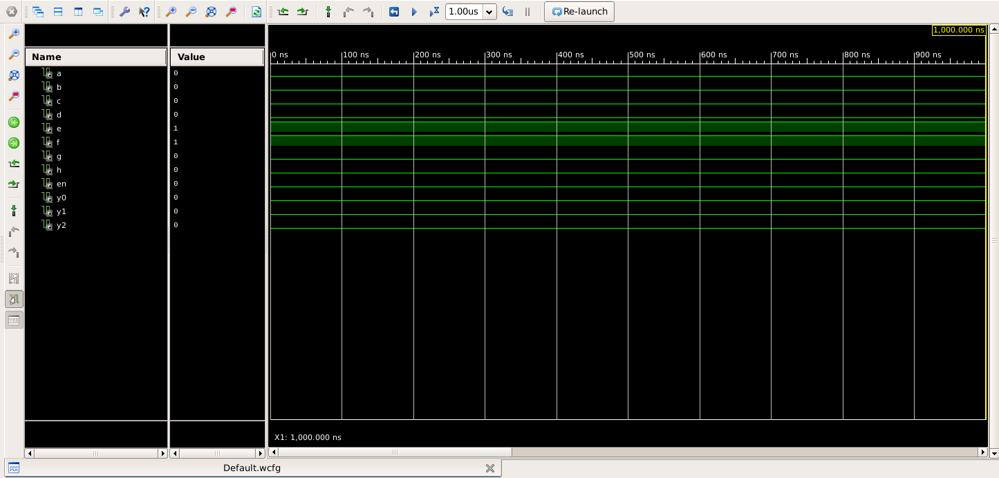 1.00us
Re-launch
1,000.000 ns
Name
Value
0 ns
100 ns
200 ns
300 ns
400 ns
500 ns
600 ns
700 ns
800 ns
900 ns
a 0
b 0
c 0
d 0
e 1
f 1
g 0
h 0
en 0
y0 0
y1 0
y2 0
X1: 1,000.000 ns
Default.wcfg